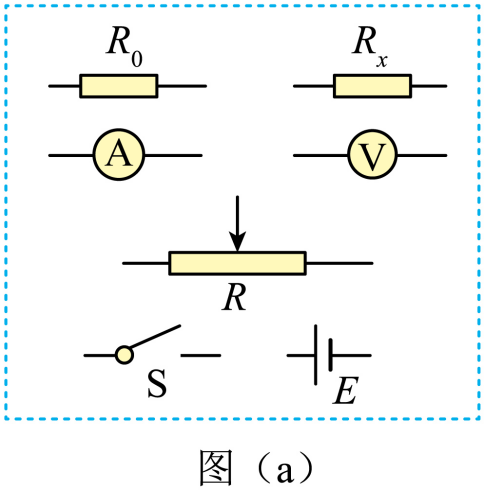 R₀ Rₓ
A V
R
S E
图（a）